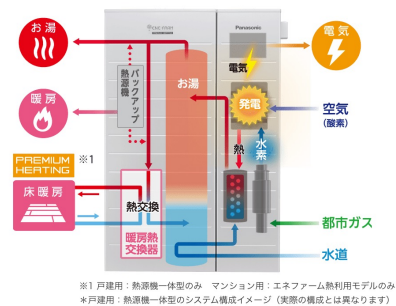 お湯
Panasonic
電気
お湯
電気
バックアップ
熱源機
発電
空気
(酸素)
暖房
熱
水素
PREMIUM
HEATING
※1
床暖房
熱交換
暖房熱
交換器
都市ガス
水道
※1 戸建用：熱源機一体型のみ　マンション用：エネファーム熱利用モデルのみ
＊戸建用：熱源機一体型のシステム構成イメージ（実際の構成とは異なります）